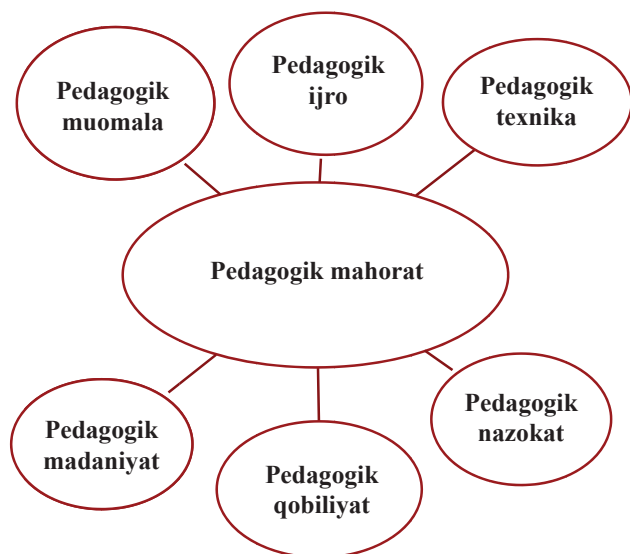 Pedagogik
muomala
Pedagogik
ijro
Pedagogik
texnika
Pedagogik mahorat
Pedagogik
madaniyat
Pedagogik
qobiliyat
Pedagogik
nazokat